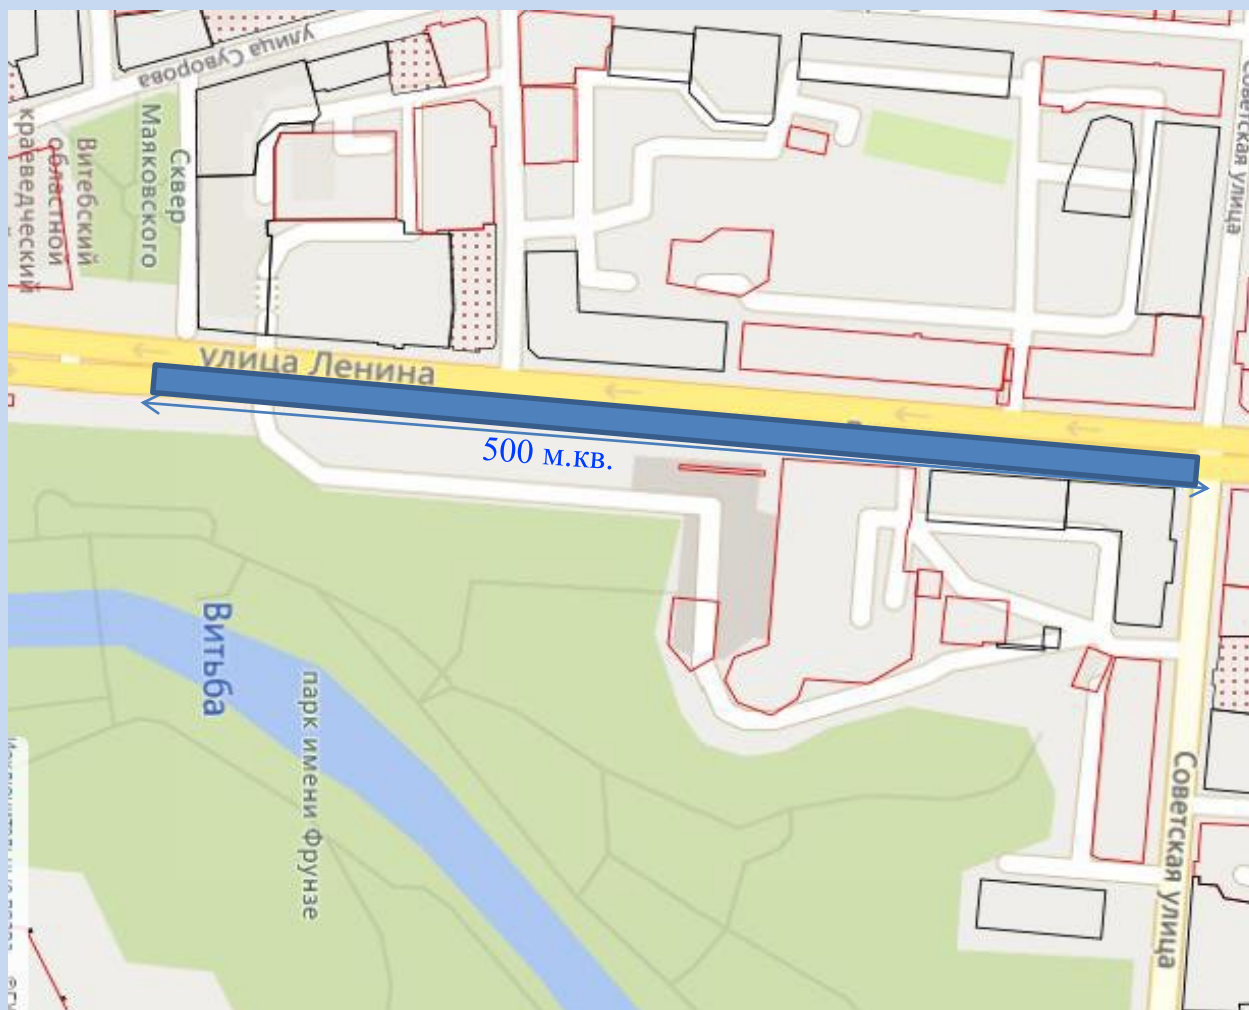 улица Суворова
Советская улица
Сквер
Маяковского
Витебский
областной
краеведческий
улица Ленина
500 м.кв.
Витьба
парк имени Фрунзе
Советская улица